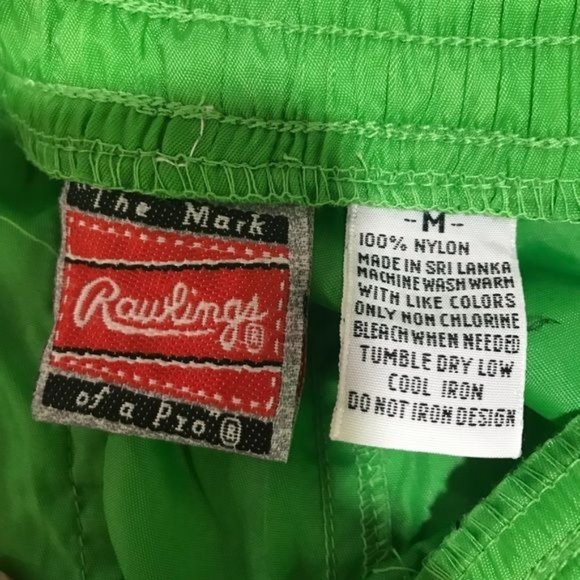 "The Mark
Rawlings®
of a Pro"®
-M-
100% NYLON
MADE IN SRI LANKA
MACHINE WASH WARM
WITH LIKE COLORS
ONLY NON CHLORINE
BLEACH WHEN NEEDED
TUMBLE DRY LOW
COOL IRON
DO NOT IRON DESIGN